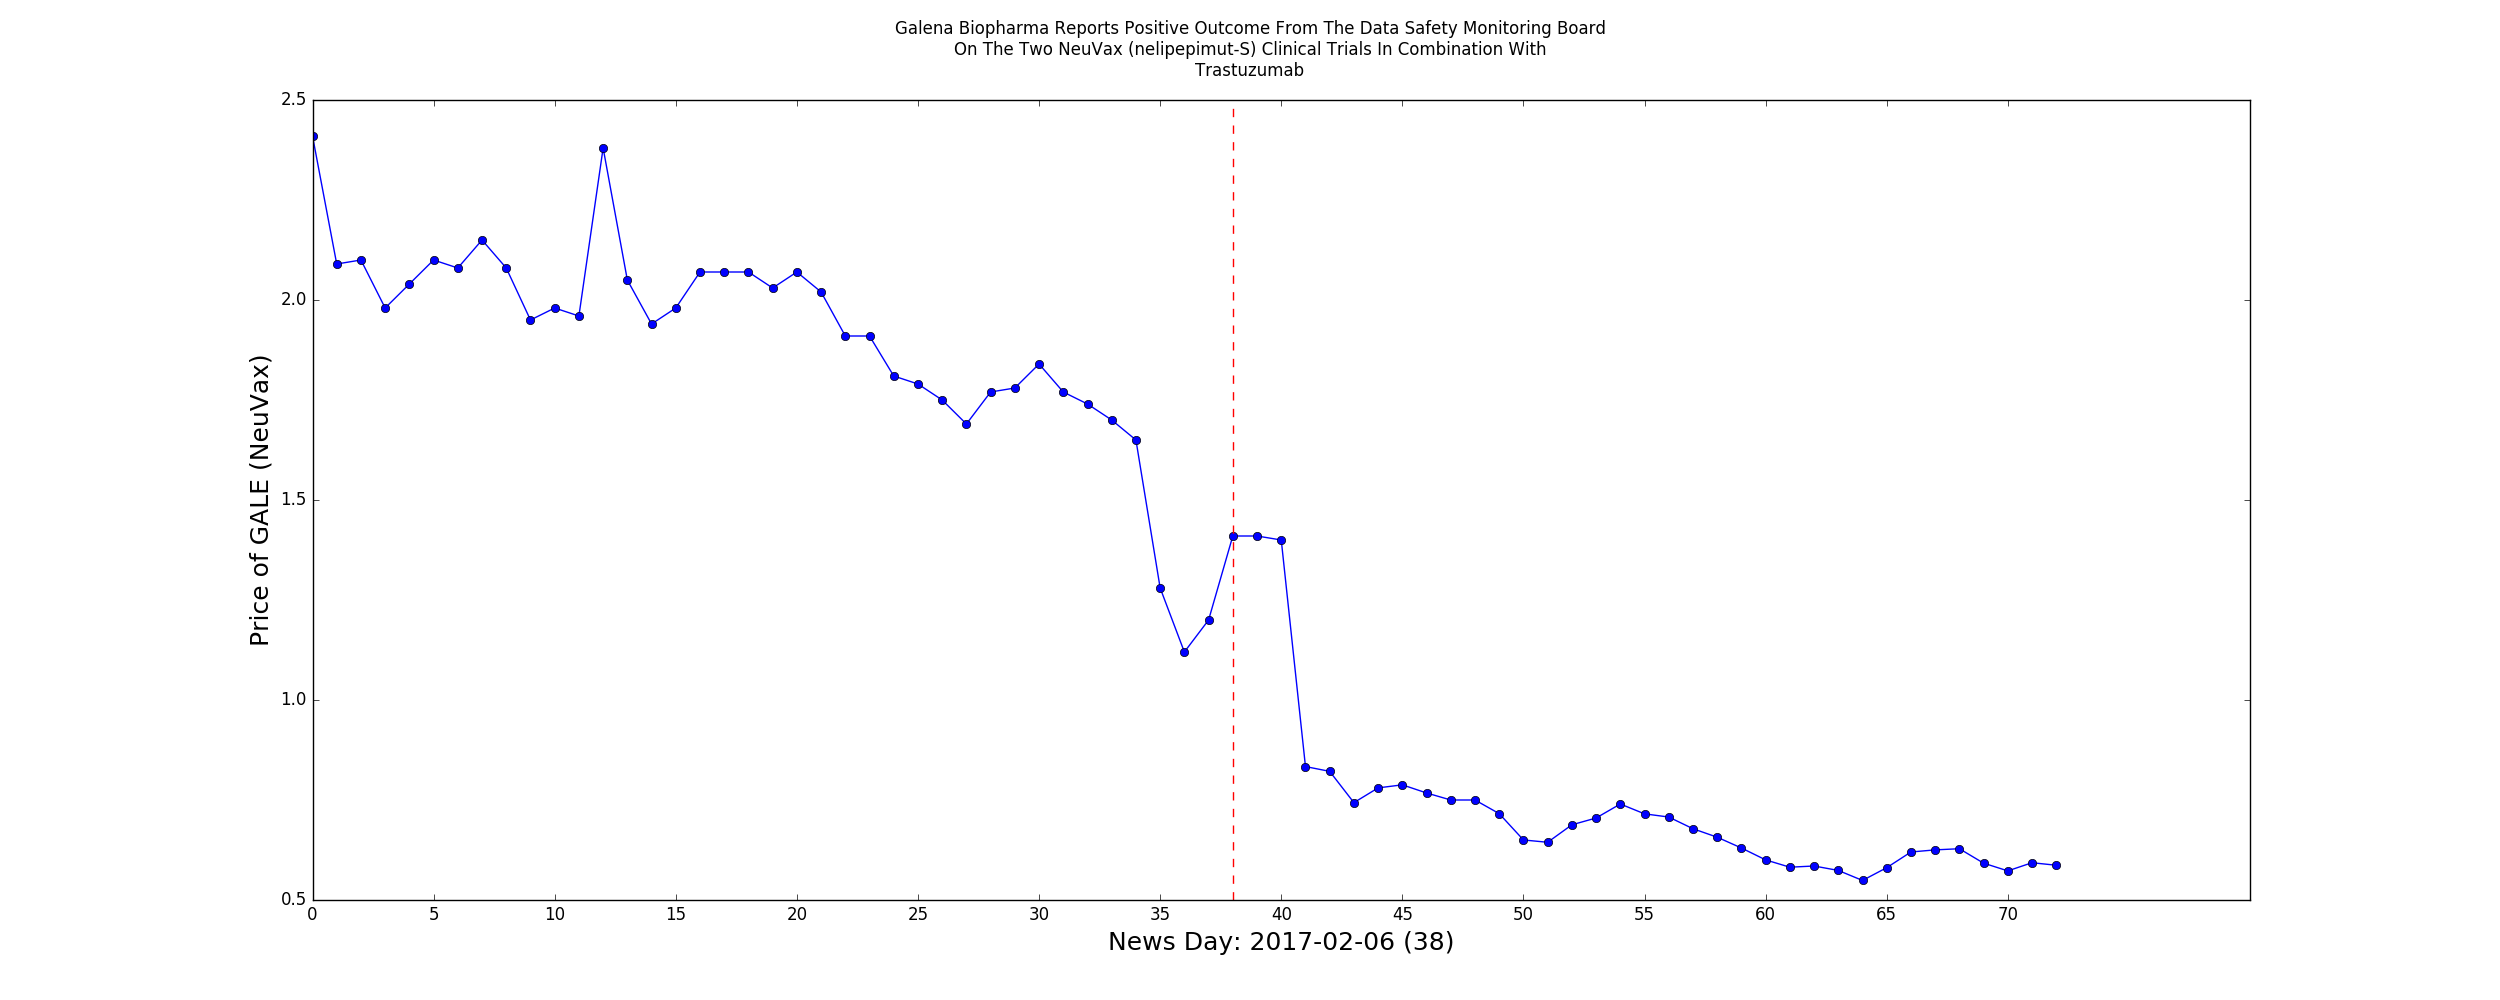 Galena Biopharma Reports Positive Outcome From The Data Safety Monitoring Board
On The Two NeuVax (nelipepimut-S) Clinical Trials In Combination With
Trastuzumab
Price of GALE (NeuVax)
2.5
2.0
1.5
1.0
0.5
0 5 10 15 20 25 30 35 40 45 50 55 60 65 70
News Day: 2017-02-06 (38)